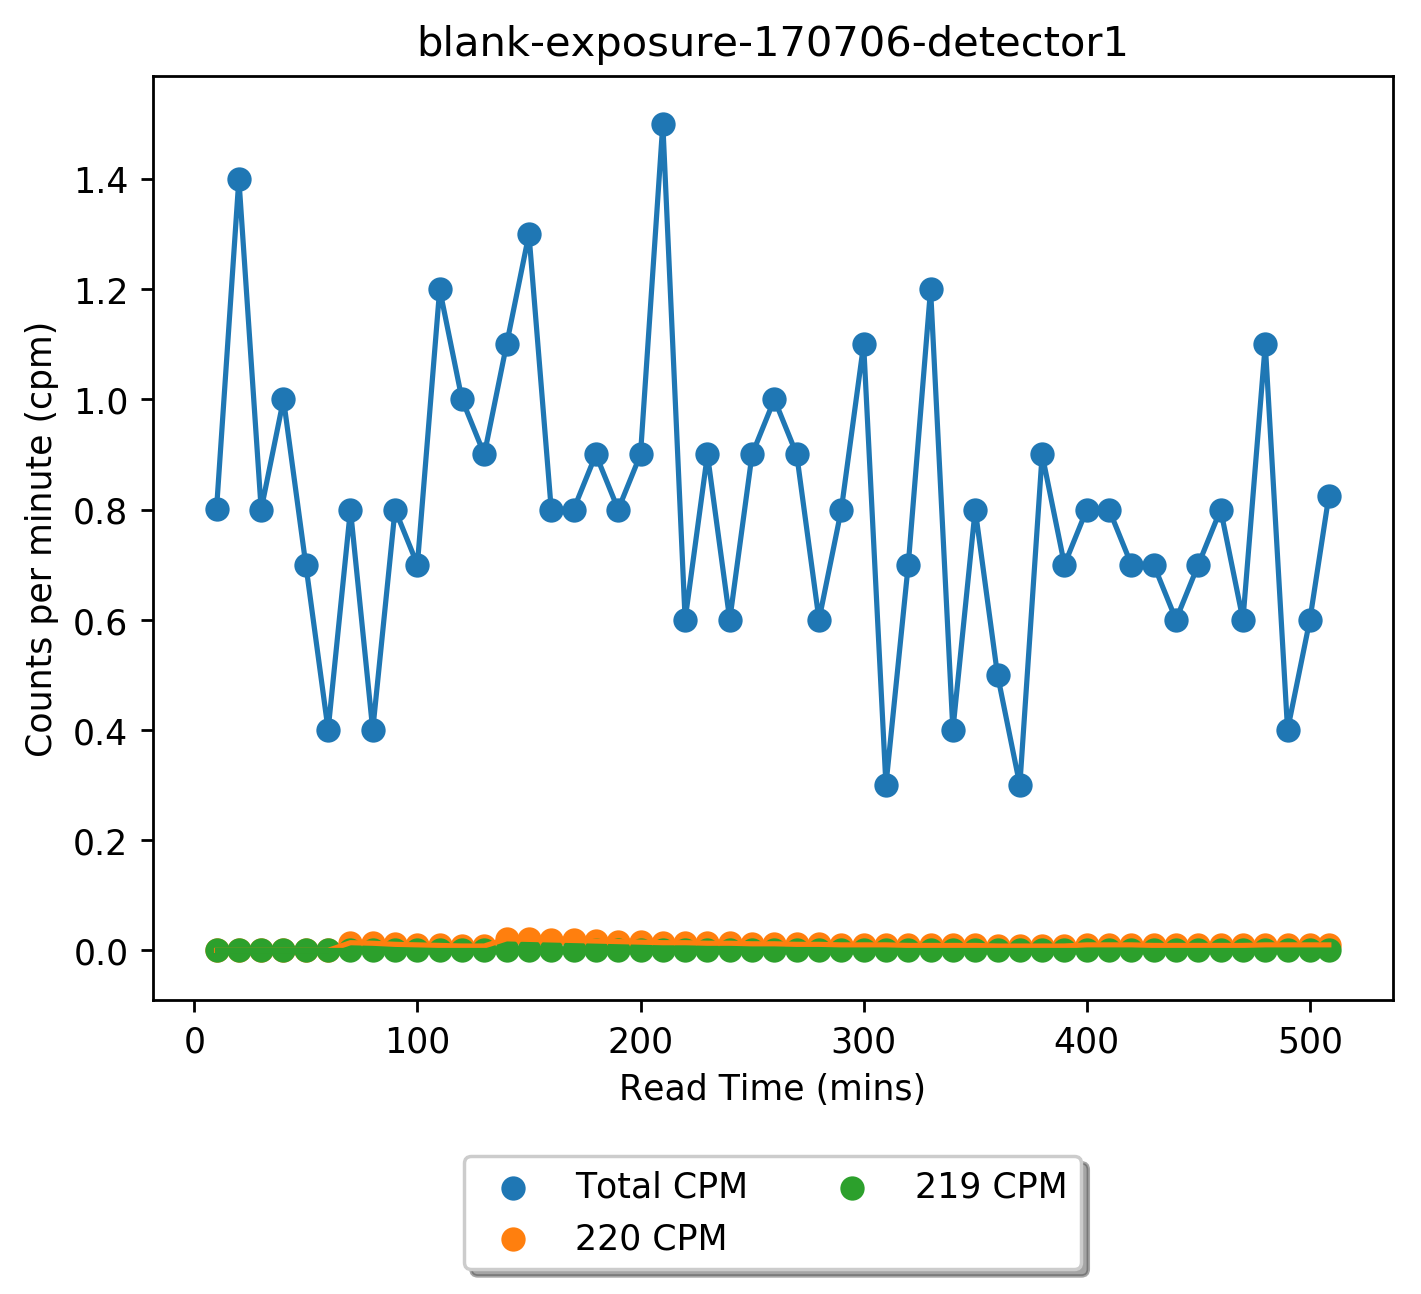 blank-exposure-170706-detector1
Counts per minute (cpm)
1.4
1.2
1.0
0.8
0.6
0.4
0.2
0.0
0 100 200 300 400 500
Read Time (mins)
Total CPM 219 CPM
220 CPM